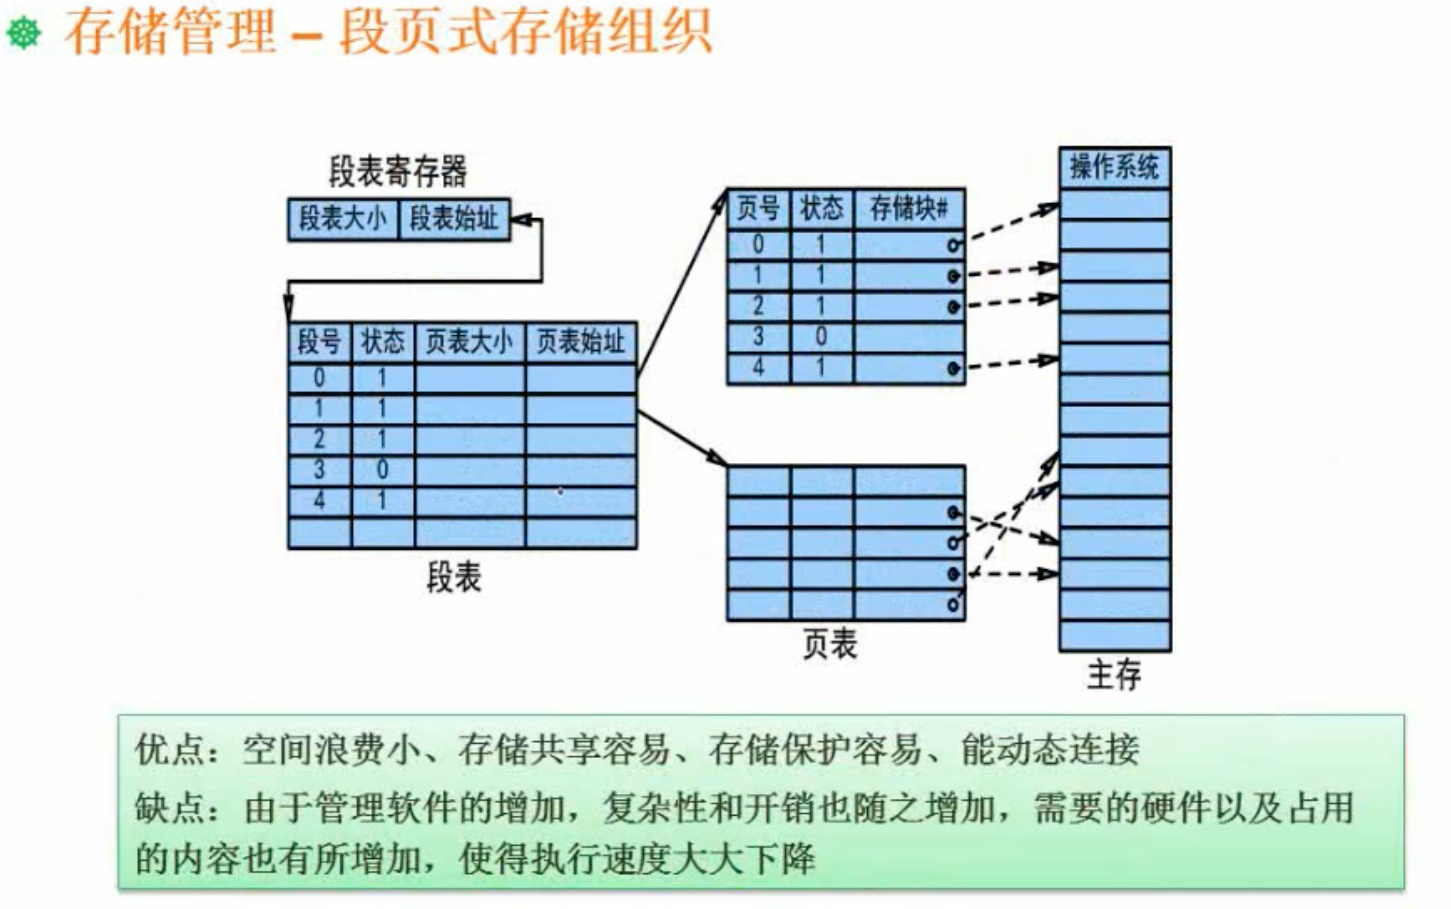 存储管理 – 段页式存储组织
段表寄存器
段表大小 段表始址
段号 状态 页表大小 页表始址
0 1
1 1
2 1
3 0
4 1
段表
页号 状态 存储块#
0 1
1 1
2 1
3 0
4 1
页表
操作系统
主存
优点：空间浪费小、存储共享容易、存储保护容易、能动态连接
缺点：由于管理软件的增加，复杂性和开销也随之增加，需要的硬件以及占用
的内容也有所增加，使得执行速度大大下降